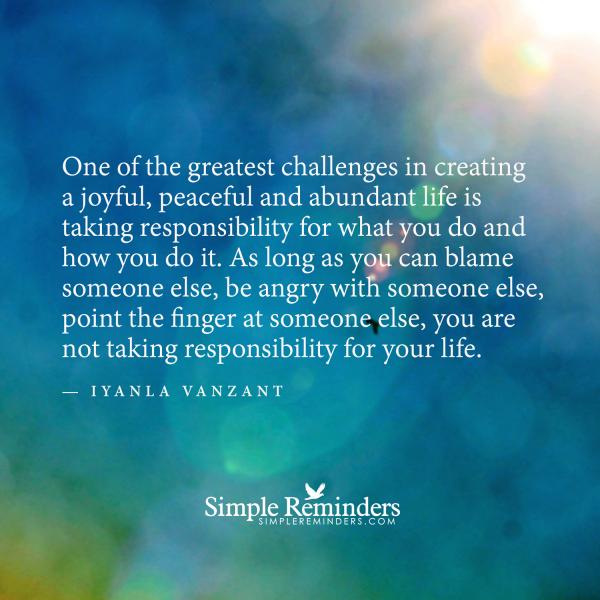 One of the greatest challenges in creating
a joyful, peaceful and abundant life is
taking responsibility for what you do and
how you do it. As long as you can blame
someone else, be angry with someone else,
point the finger at someone else, you are
not taking responsibility for your life.
— IYANLA VANZANT
Simple Reminders
SIMPLEREMINDERS.COM